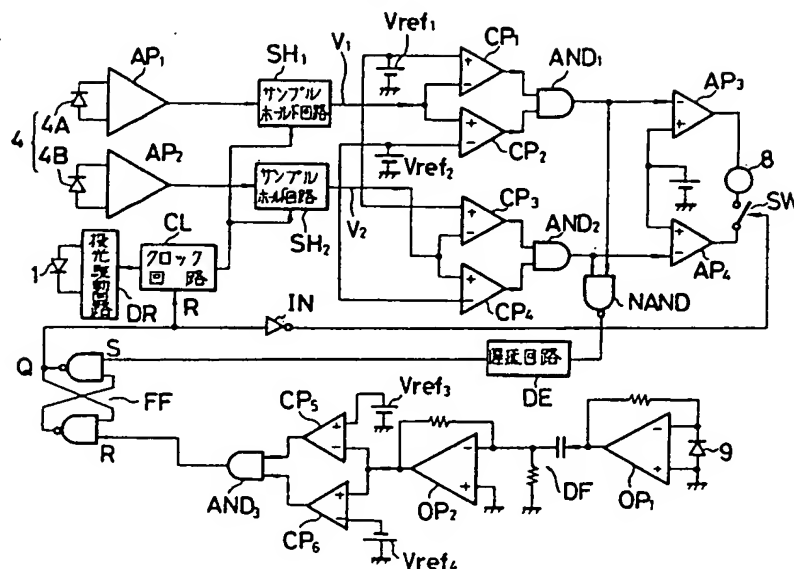 AP₁
SH₁
サンプル
ホールド回路
V₁
Vref₁
CP₁
AND₁
AP₃
4
4A
4B
AP₂
サンプル
ホールド回路
SH₂
V₂
Vref₂
CP₂
CP₃
AND₂
8
SW
1
投光駆動回路
DR
CL
クロック
回路
R
CP₄
AP₄
NAND
IN
Q
S
遅延回路
DE
FF
R
AND₃
CP₅
Vref₃
CP₆
Vref₄
OP₂
DF
OP₁
9